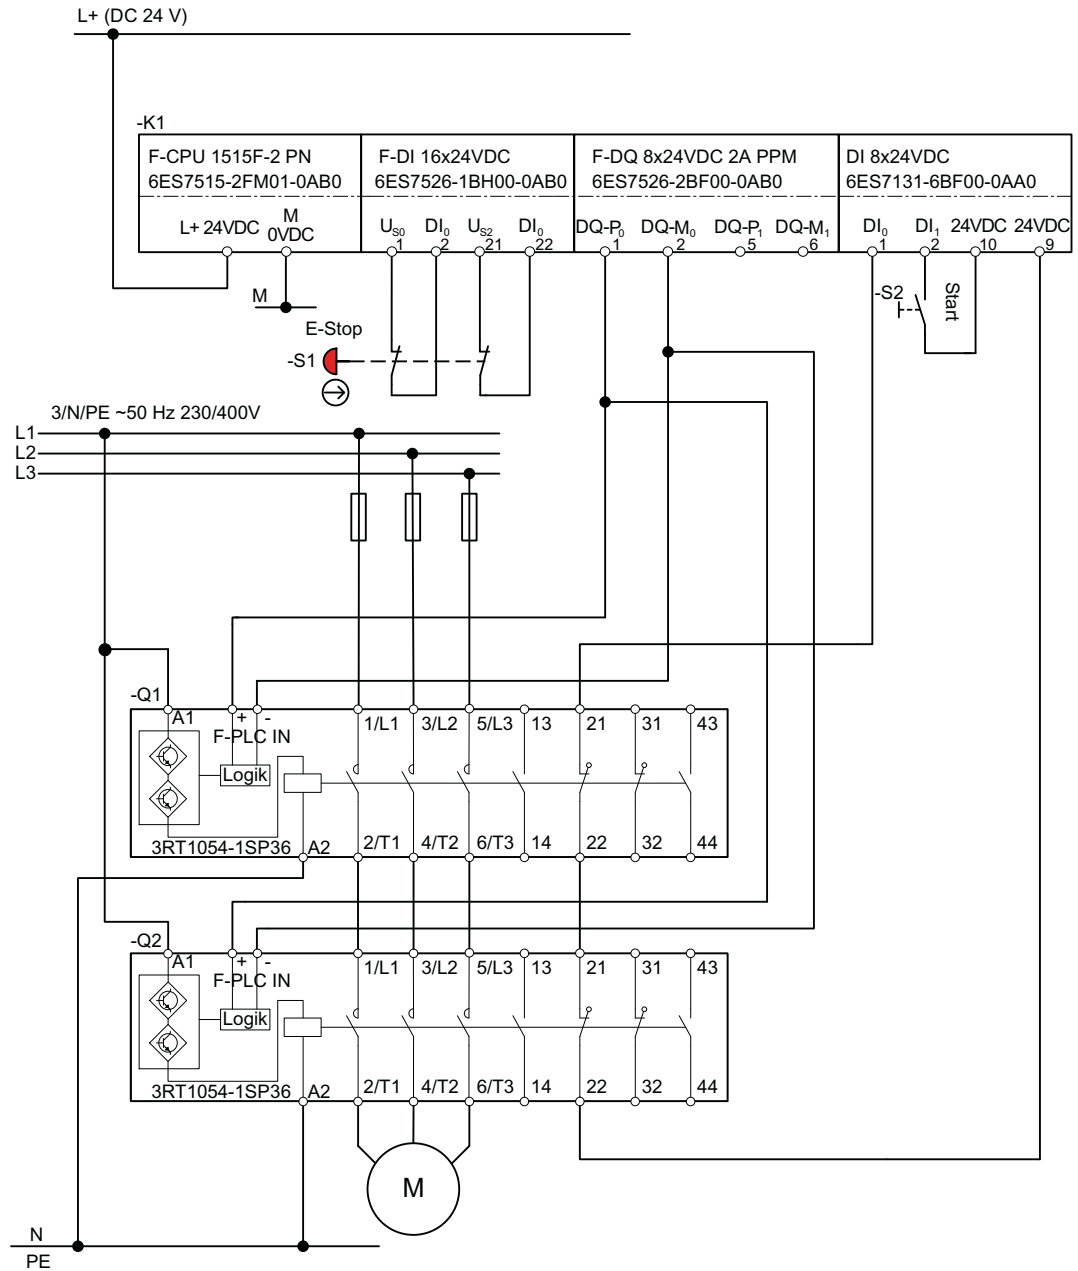 L+ (DC 24 V)
-K1
F-CPU 1515F-2 PN
6ES7515-2FM01-0AB0
F-DI 16x24VDC
6ES7526-1BH00-0AB0
F-DQ 8x24VDC 2A PPM
6ES7526-2BF00-0AB0
DI 8x24VDC
6ES7131-6BF00-0AA0
L+ 24VDC
M
0VDC
US0
1
DI0
2
US2
21
DI0
22
DQ-P0
1
DQ-M0
2
DQ-P1
5
DQ-M1
6
DI0
1
DI1
2
24VDC
10
24VDC
9
M
-S2
Start
E-Stop
-S1
3/N/PE ~50 Hz 230/400V
L1
L2
L3
-Q1
A1
+ -
F-PLC IN
Logik
1/L1 3/L2 5/L3 13 21 31 43
3RT1054-1SP36
A2
2/T1 4/T2 6/T3 14 22 32 44
-Q2
A1
+ -
F-PLC IN
Logik
1/L1 3/L2 5/L3 13 21 31 43
3RT1054-1SP36
A2
2/T1 4/T2 6/T3 14 22 32 44
M
N
PE